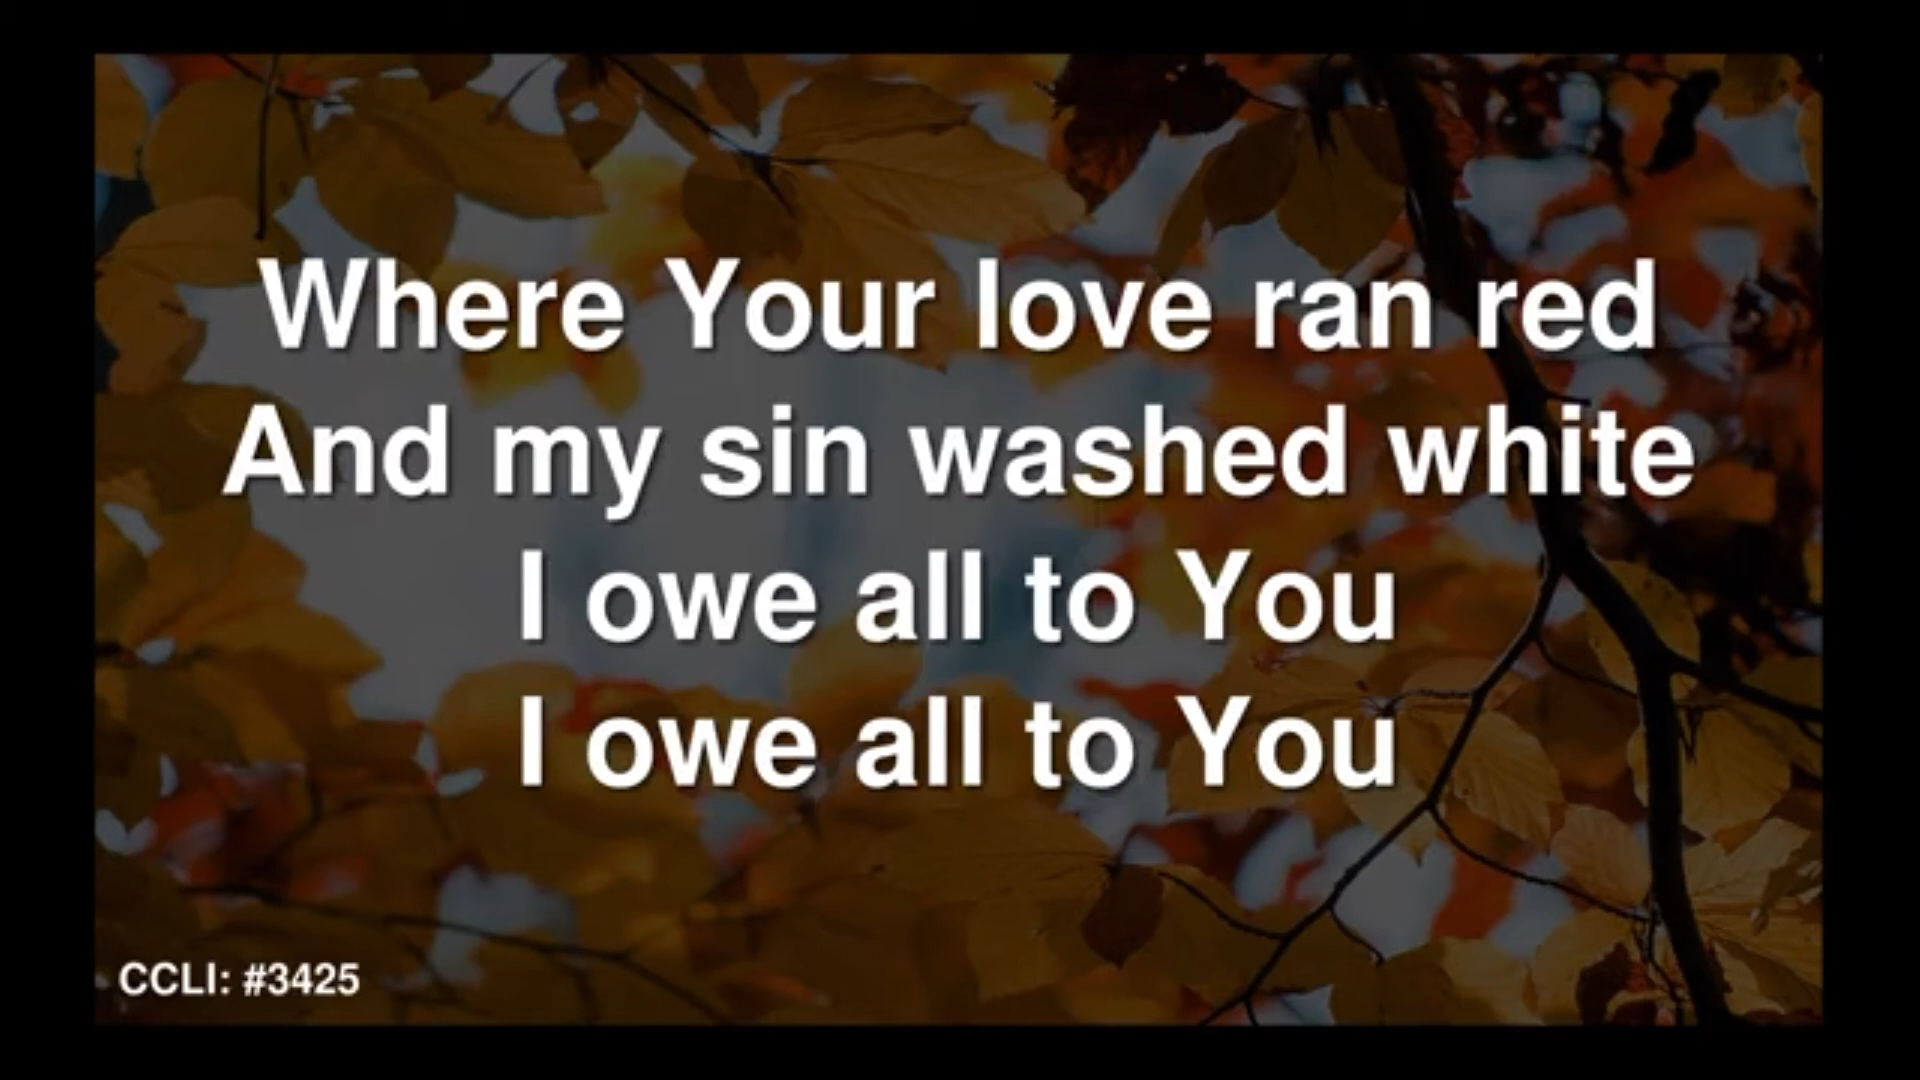 Where Your love ran red
And my sin washed white
I owe all to You
I owe all to You
CCLI: #3425